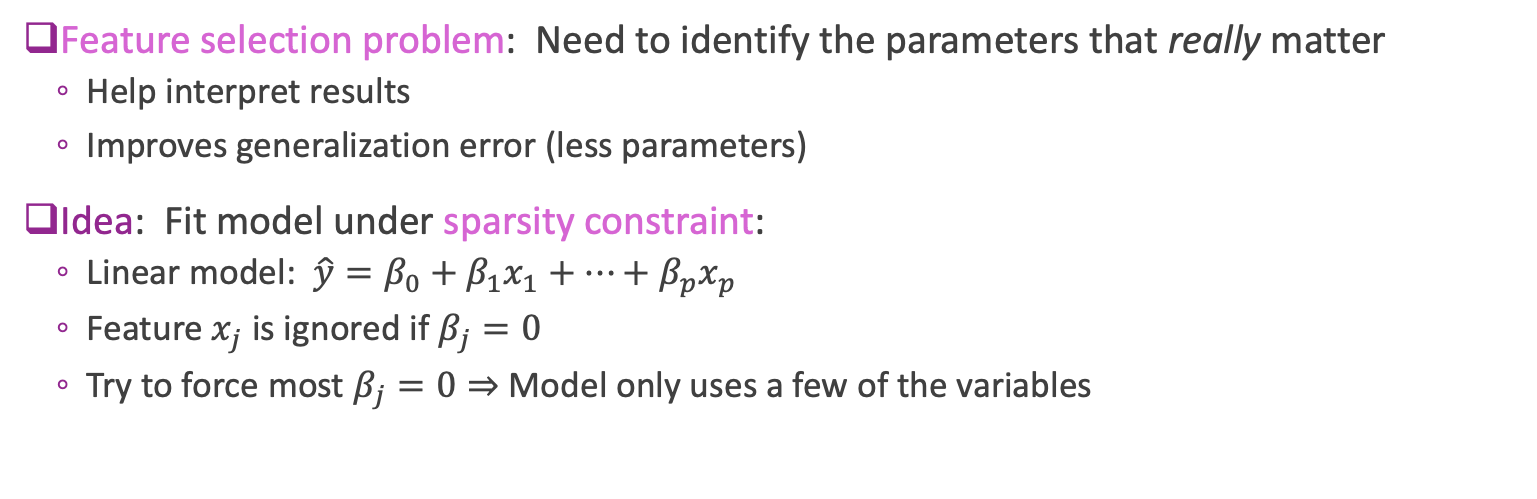 ❑Feature selection problem: Need to identify the parameters that really matter
◦ Help interpret results
◦ Improves generalization error (less parameters)
❑Idea: Fit model under sparsity constraint:
◦ Linear model: ŷ = β₀ + β₁x₁ + ⋯ + βₚxₚ
◦ Feature xⱼ is ignored if βⱼ = 0
◦ Try to force most βⱼ = 0 ⇒ Model only uses a few of the variables